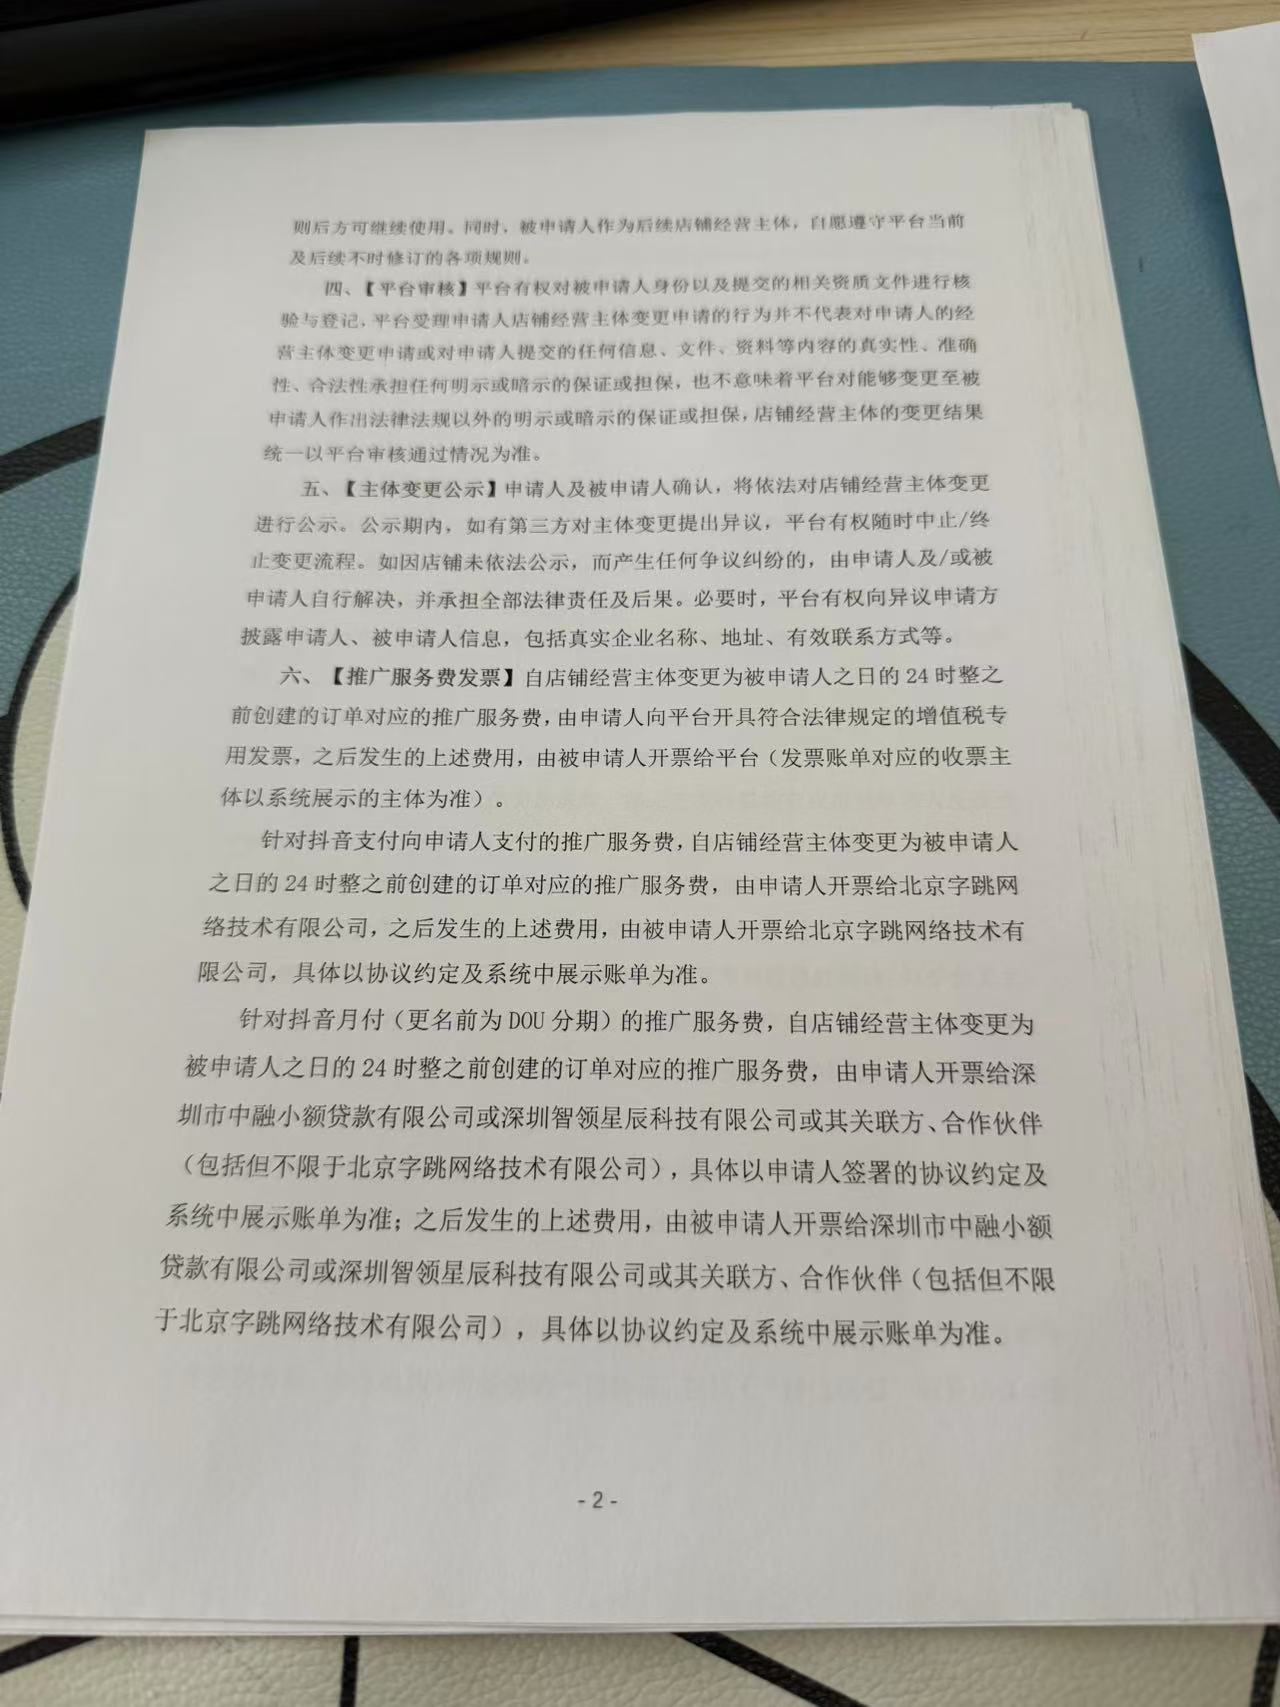 则后方可继续使用。同时，被申请人作为后续店铺经营主体，自愿遵守平台当前
及后续不时修订的各项规则。
四、【平台审核】平台有权对被申请人身份以及提交的相关资质文件进行核
验与登记，平台受理申请人店铺经营主体变更申请的行为并不代表对申请人的经
营主体变更申请或对申请人提交的任何信息、文件、资料等内容的真实性、准确
性、合法性承担任何明示或暗示的保证或担保，也不意味着平台对能够变更至被
申请人作出法律法规以外的明示或暗示的保证或担保，店铺经营主体的变更结果
统一以平台审核通过情况为准。
五、【主体变更公示】申请人及被申请人确认，将依法对店铺经营主体变更
进行公示。公示期内，如有第三方对主体变更提出异议，平台有权随时中止/终
止变更流程。如因店铺未依法公示，而产生任何争议纠纷的，由申请人及/或被
申请人自行解决，并承担全部法律责任及后果。必要时，平台有权向异议申请方
披露申请人、被申请人信息，包括真实企业名称、地址、有效联系方式等。
六、【推广服务费发票】自店铺经营主体变更为被申请人之日的 24 时整之
前创建的订单对应的推广服务费，由申请人向平台开具符合法律规定的增值税专
用发票，之后发生的上述费用，由被申请人开票给平台（发票账单对应的收票主
体以系统展示的主体为准）。
针对抖音支付向申请人支付的推广服务费，自店铺经营主体变更为被申请人
之日的 24 时整之前创建的订单对应的推广服务费，由申请人开票给北京字跳网
络技术有限公司，之后发生的上述费用，由被申请人开票给北京字跳网络技术有
限公司，具体以协议约定及系统中展示账单为准。
针对抖音月付（更名前为 DOU 分期）的推广服务费，自店铺经营主体变更为
被申请人之日的 24 时整之前创建的订单对应的推广服务费，由申请人开票给深
圳市中融小额贷款有限公司或深圳智领星辰科技有限公司或其关联方、合作伙伴
（包括但不限于北京字跳网络技术有限公司），具体以申请人签署的协议约定及
系统中展示账单为准；之后发生的上述费用，由被申请人开票给深圳市中融小额
贷款有限公司或深圳智领星辰科技有限公司或其关联方、合作伙伴（包括但不限
于北京字跳网络技术有限公司），具体以协议约定及系统中展示账单为准。
- 2 -